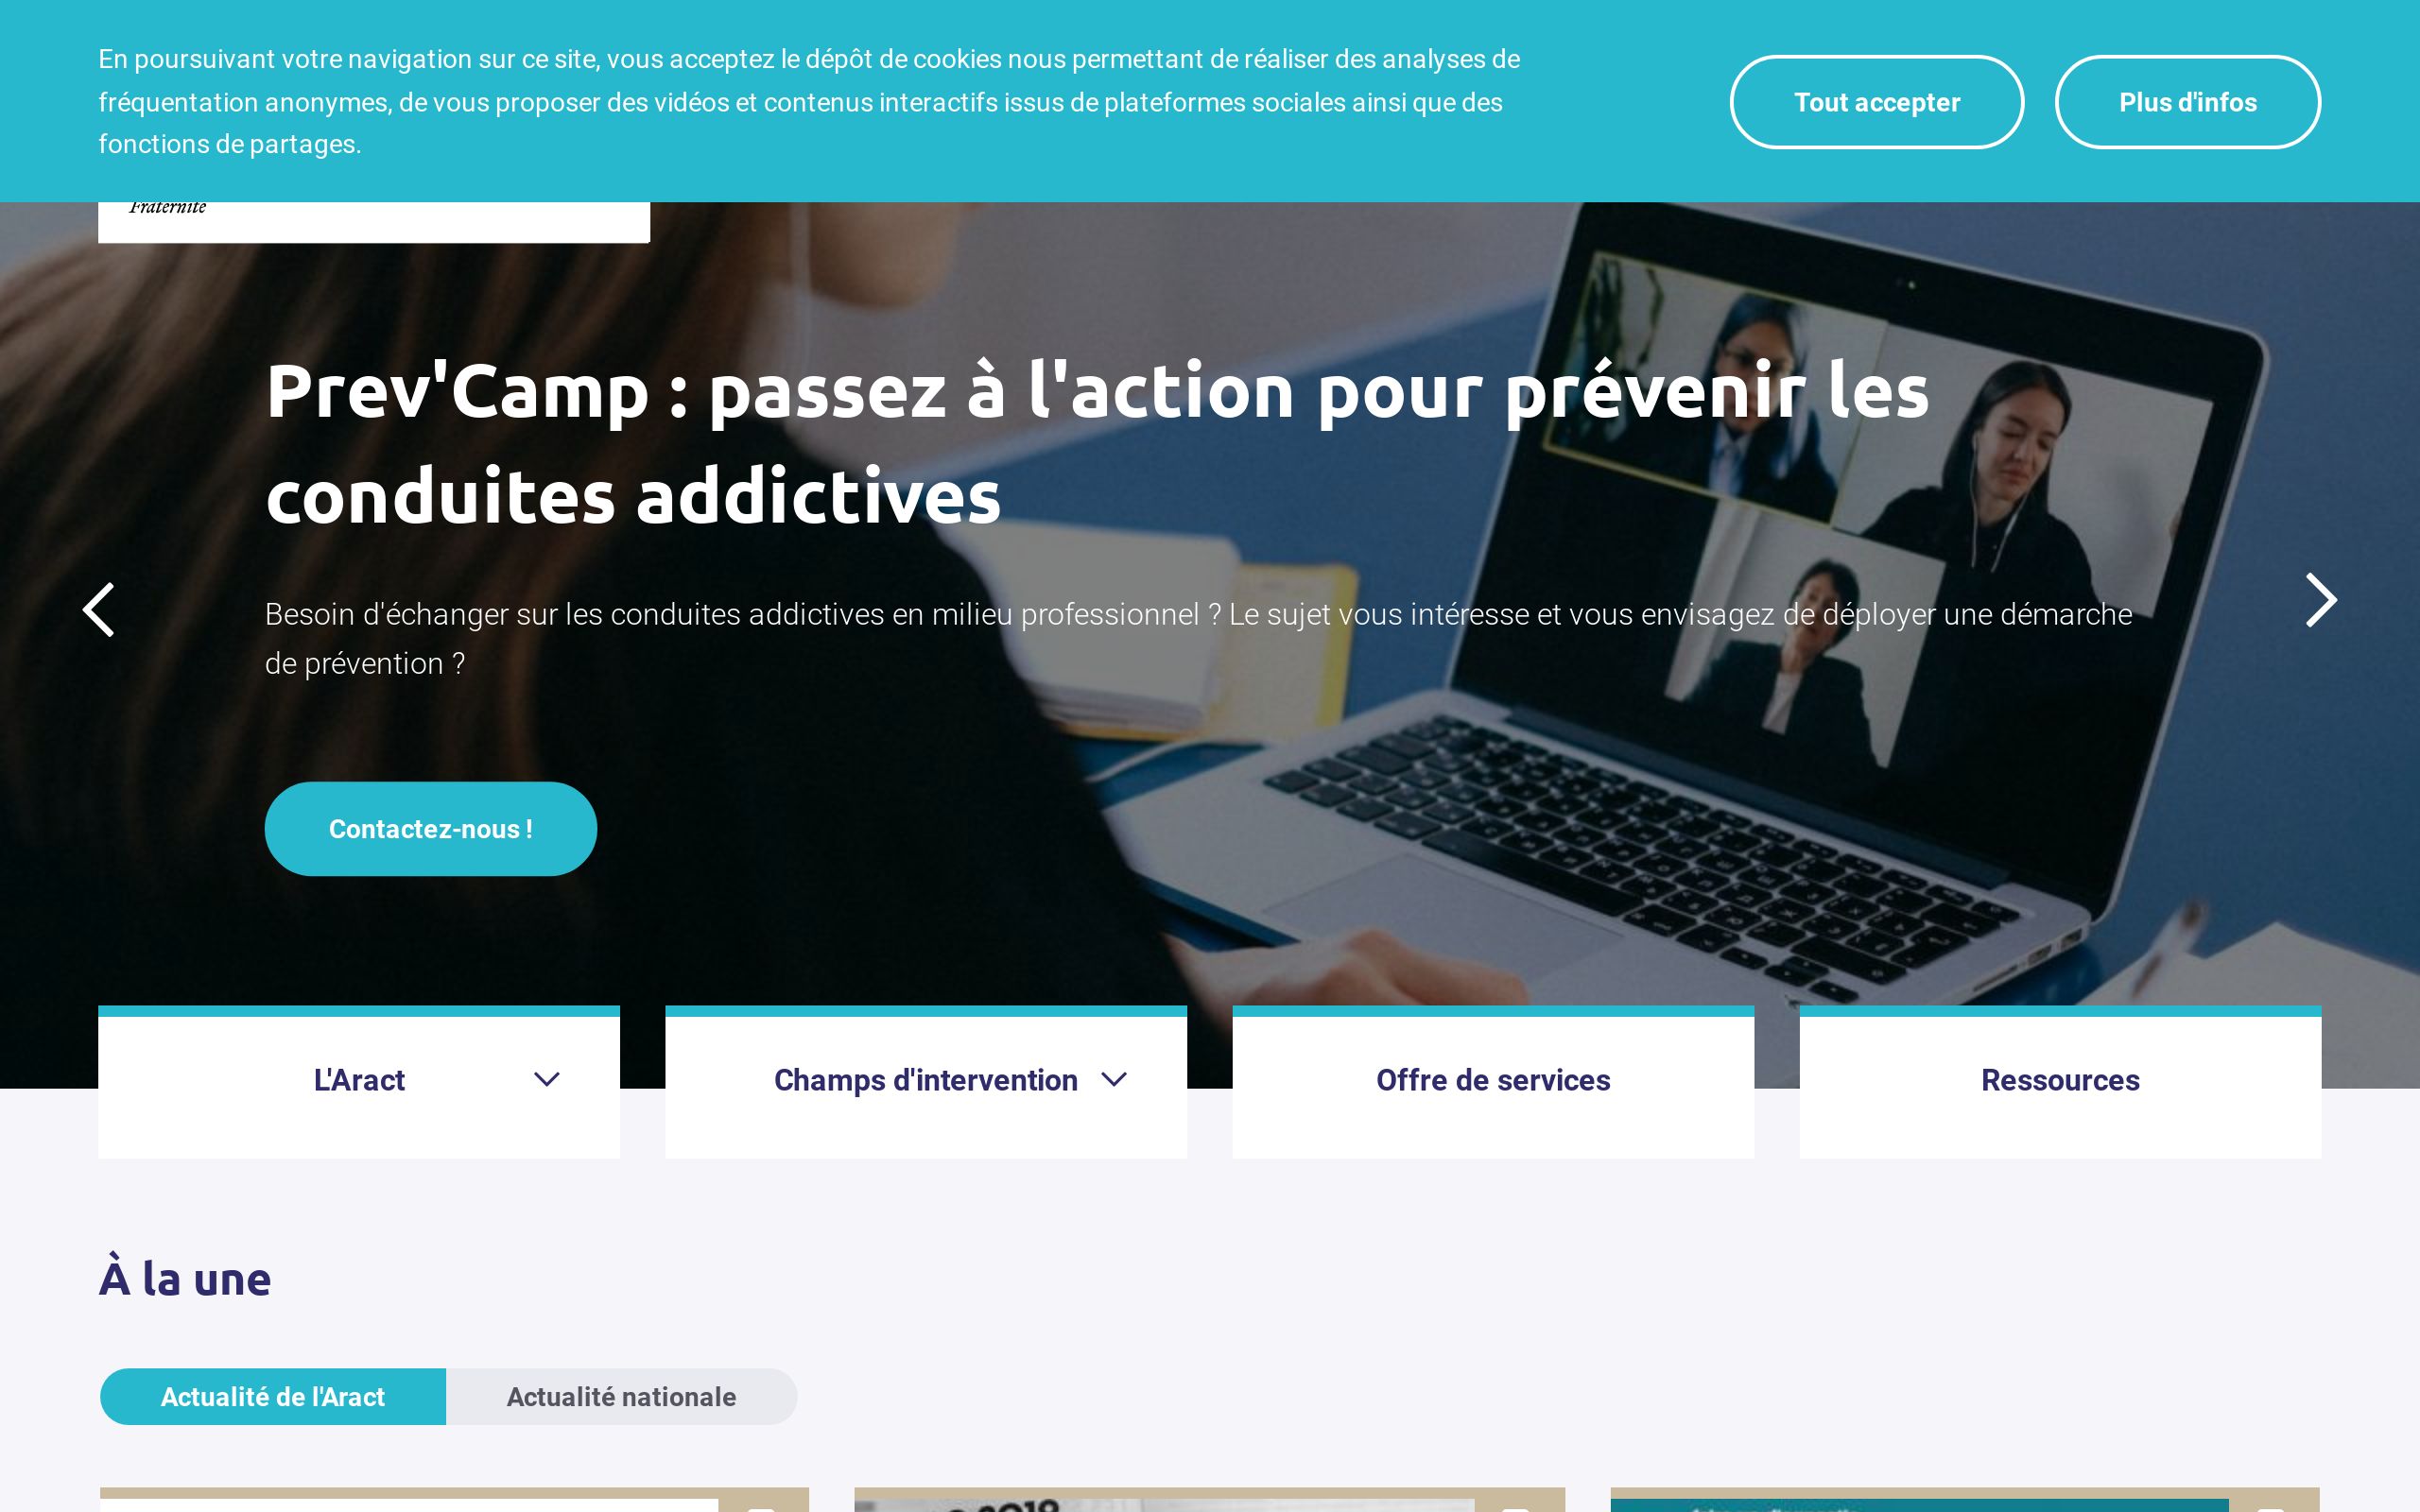 En poursuivant votre navigation sur ce site, vous acceptez le dépôt de cookies nous permettant de réaliser des analyses de
fréquentation anonymes, de vous proposer des vidéos et contenus interactifs issus de plateformes sociales ainsi que des
fonctions de partages.
Tout accepter
Plus d'infos
Fraternité
Prev'Camp : passez à l'action pour prévenir les
conduites addictives
Besoin d'échanger sur les conduites addictives en milieu professionnel ? Le sujet vous intéresse et vous envisagez de déployer une démarche
de prévention ?
Contactez-nous !
L'Aract
Champs d'intervention
Offre de services
Ressources
À la une
Actualité de l'Aract
Actualité nationale